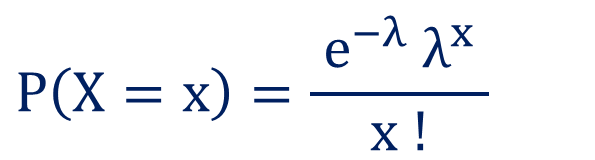 P(X = x) = e^{−λ} λ^x / x !